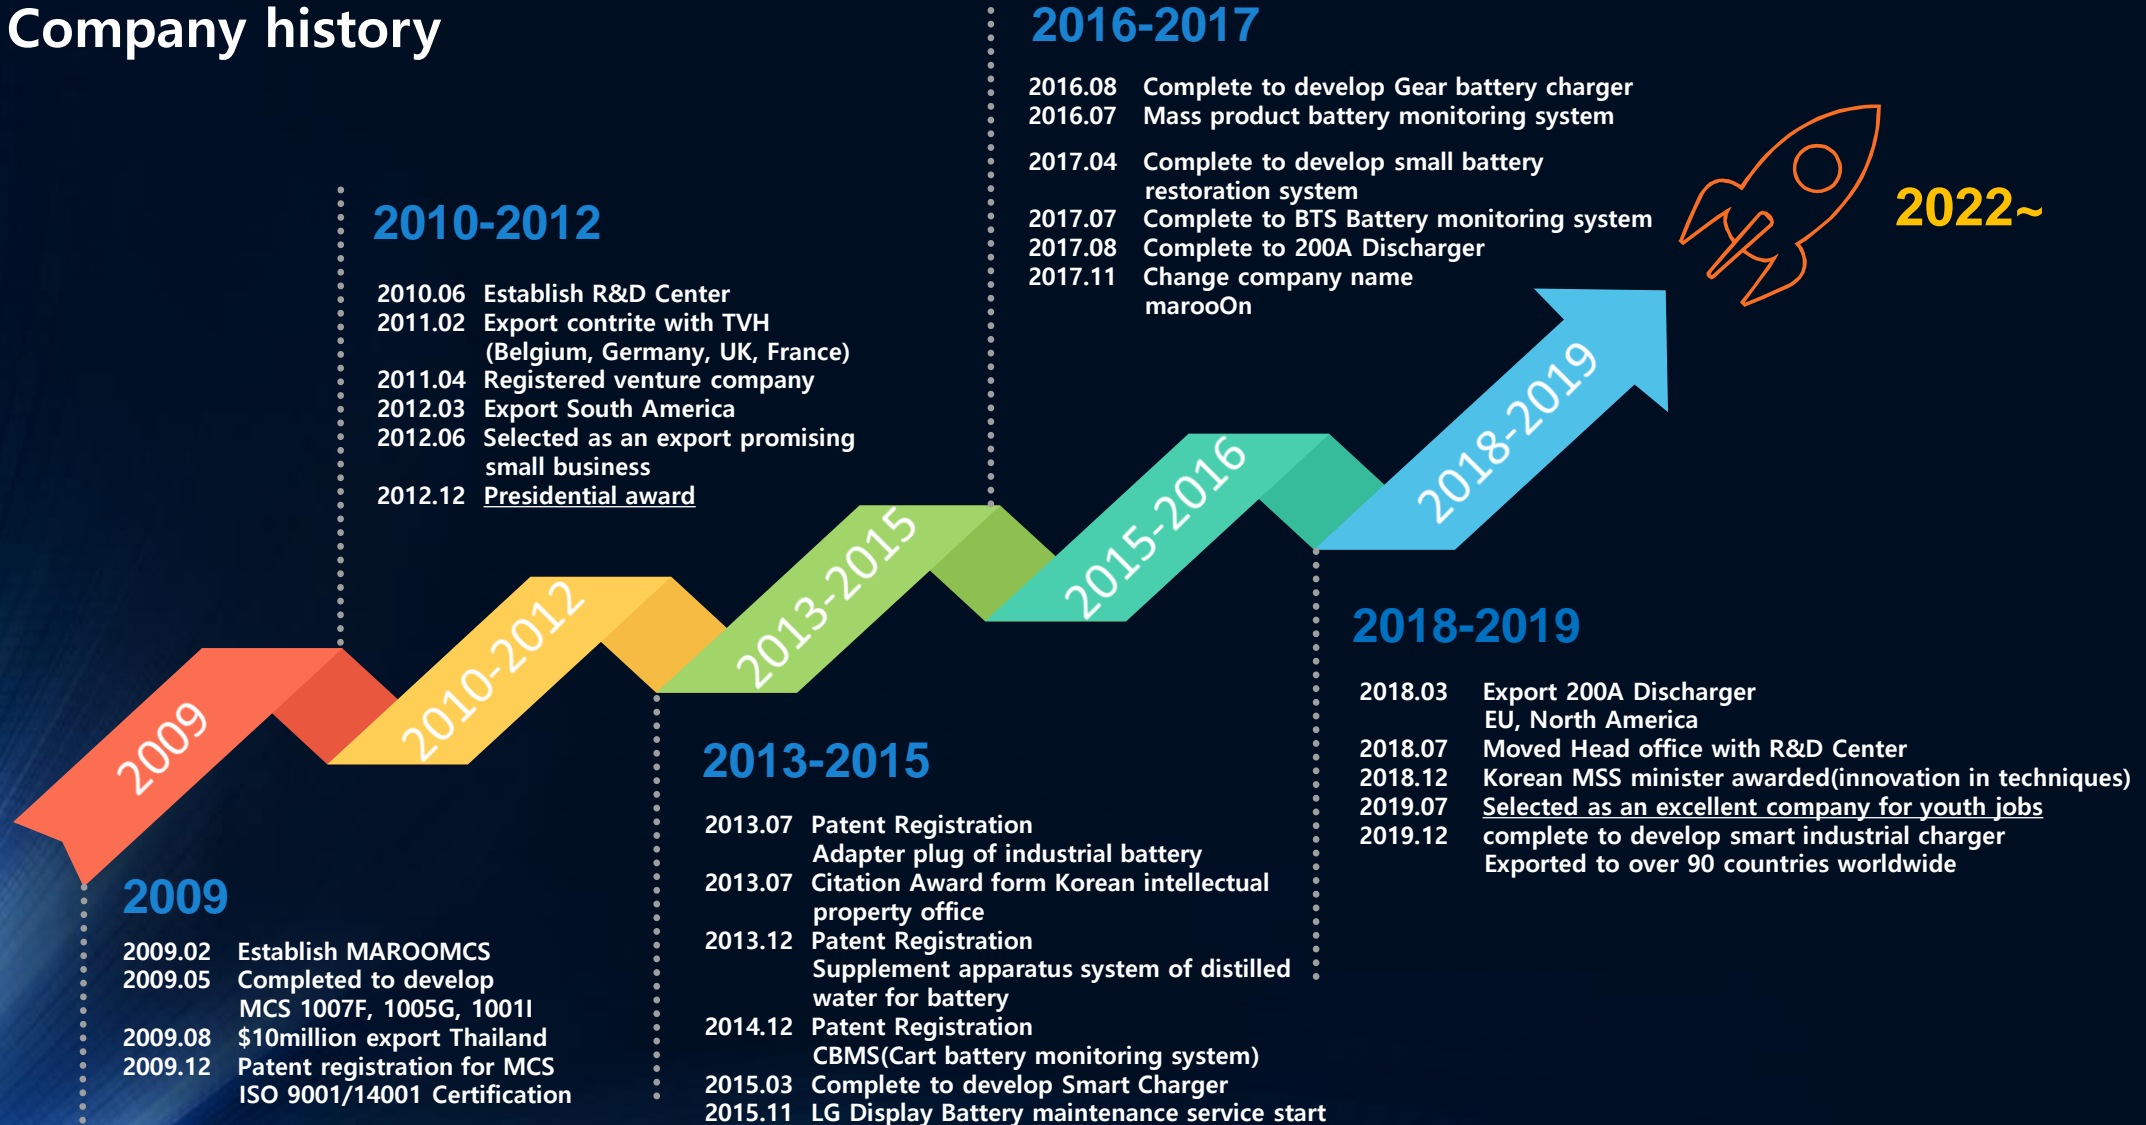 Company history
2009
2009.02 Establish MAROOMCS
2009.05 Completed to develop
MCS 1007F, 1005G, 1001I
2009.08 $10million export Thailand
2009.12 Patent registration for MCS
ISO 9001/14001 Certification
2010-2012
2010.06 Establish R&D Center
2011.02 Export contrite with TVH
(Belgium, Germany, UK, France)
2011.04 Registered venture company
2012.03 Export South America
2012.06 Selected as an export promising
small business
2012.12 Presidential award
2013-2015
2013.07 Patent Registration
Adapter plug of industrial battery
2013.07 Citation Award form Korean intellectual
property office
2013.12 Patent Registration
Supplement apparatus system of distilled
water for battery
2014.12 Patent Registration
CBMS(Cart battery monitoring system)
2015.03 Complete to develop Smart Charger
2015.11 LG Display Battery maintenance service start
2016-2017
2016.08 Complete to develop Gear battery charger
2016.07 Mass product battery monitoring system
2017.04 Complete to develop small battery
restoration system
2017.07 Complete to BTS Battery monitoring system
2017.08 Complete to 200A Discharger
2017.11 Change company name
marooOn
2018-2019
2018.03 Export 200A Discharger
EU, North America
2018.07 Moved Head office with R&D Center
2018.12 Korean MSS minister awarded(innovation in techniques)
2019.07 Selected as an excellent company for youth jobs
2019.12 complete to develop smart industrial charger
Exported to over 90 countries worldwide
2022~
2009
2010-2012
2013-2015
2015-2016
2018-2019